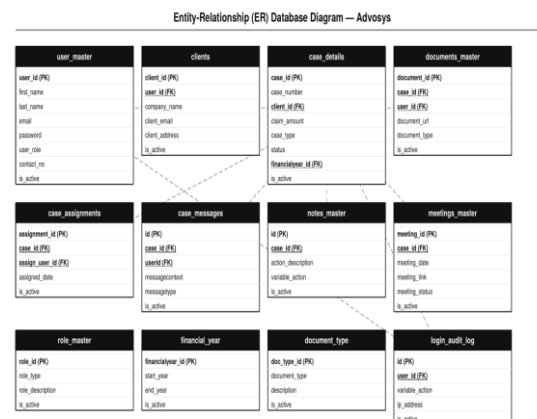 Entity-Relationship (ER) Database Diagram — Advosys
user_master
user_id (PK)
first_name
last_name
email
password
user_role
contact_no
is_active
clients
client_id (PK)
user_id (FK)
company_name
client_email
client_address
is_active
case_details
case_id (PK)
case_number
client_id (FK)
claim_amount
case_type
status
financialyear_id (FK)
is_active
documents_master
document_id (PK)
case_id (FK)
user_id (FK)
document_url
document_type
is_active
case_assignments
assignment_id (PK)
case_id (FK)
assign_user_id (FK)
assigned_date
is_active
case_messages
id (PK)
case_id (FK)
userid (FK)
messagecontext
messagetype
is_active
notes_master
id (PK)
case_id (FK)
action_description
variable_action
is_active
meetings_master
meeting_id (PK)
case_id (FK)
meeting_date
meeting_link
meeting_status
is_active
role_master
role_id (PK)
role_type
role_description
is_active
financial_year
financialyear_id (PK)
start_year
end_year
is_active
document_type
doc_type_id (PK)
document_type
description
is_active
login_audit_log
id (PK)
user_id (FK)
variable_action
ip_address
is_active